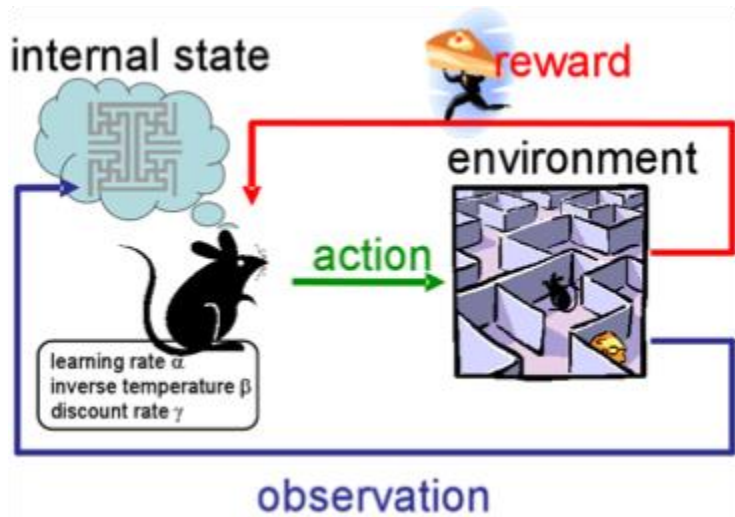 internal state
reward
environment
action
learning rate α
inverse temperature β
discount rate γ
observation